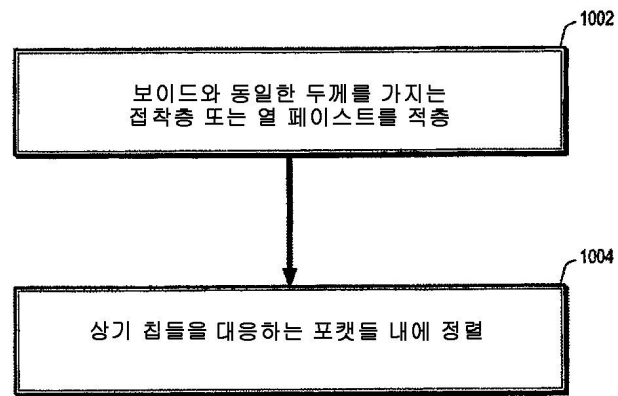 1002
보이드와 동일한 두께를 가지는
접착층 또는 열 페이스트를 적층
1004
상기 칩들을 대응하는 포캣들 내에 정렬